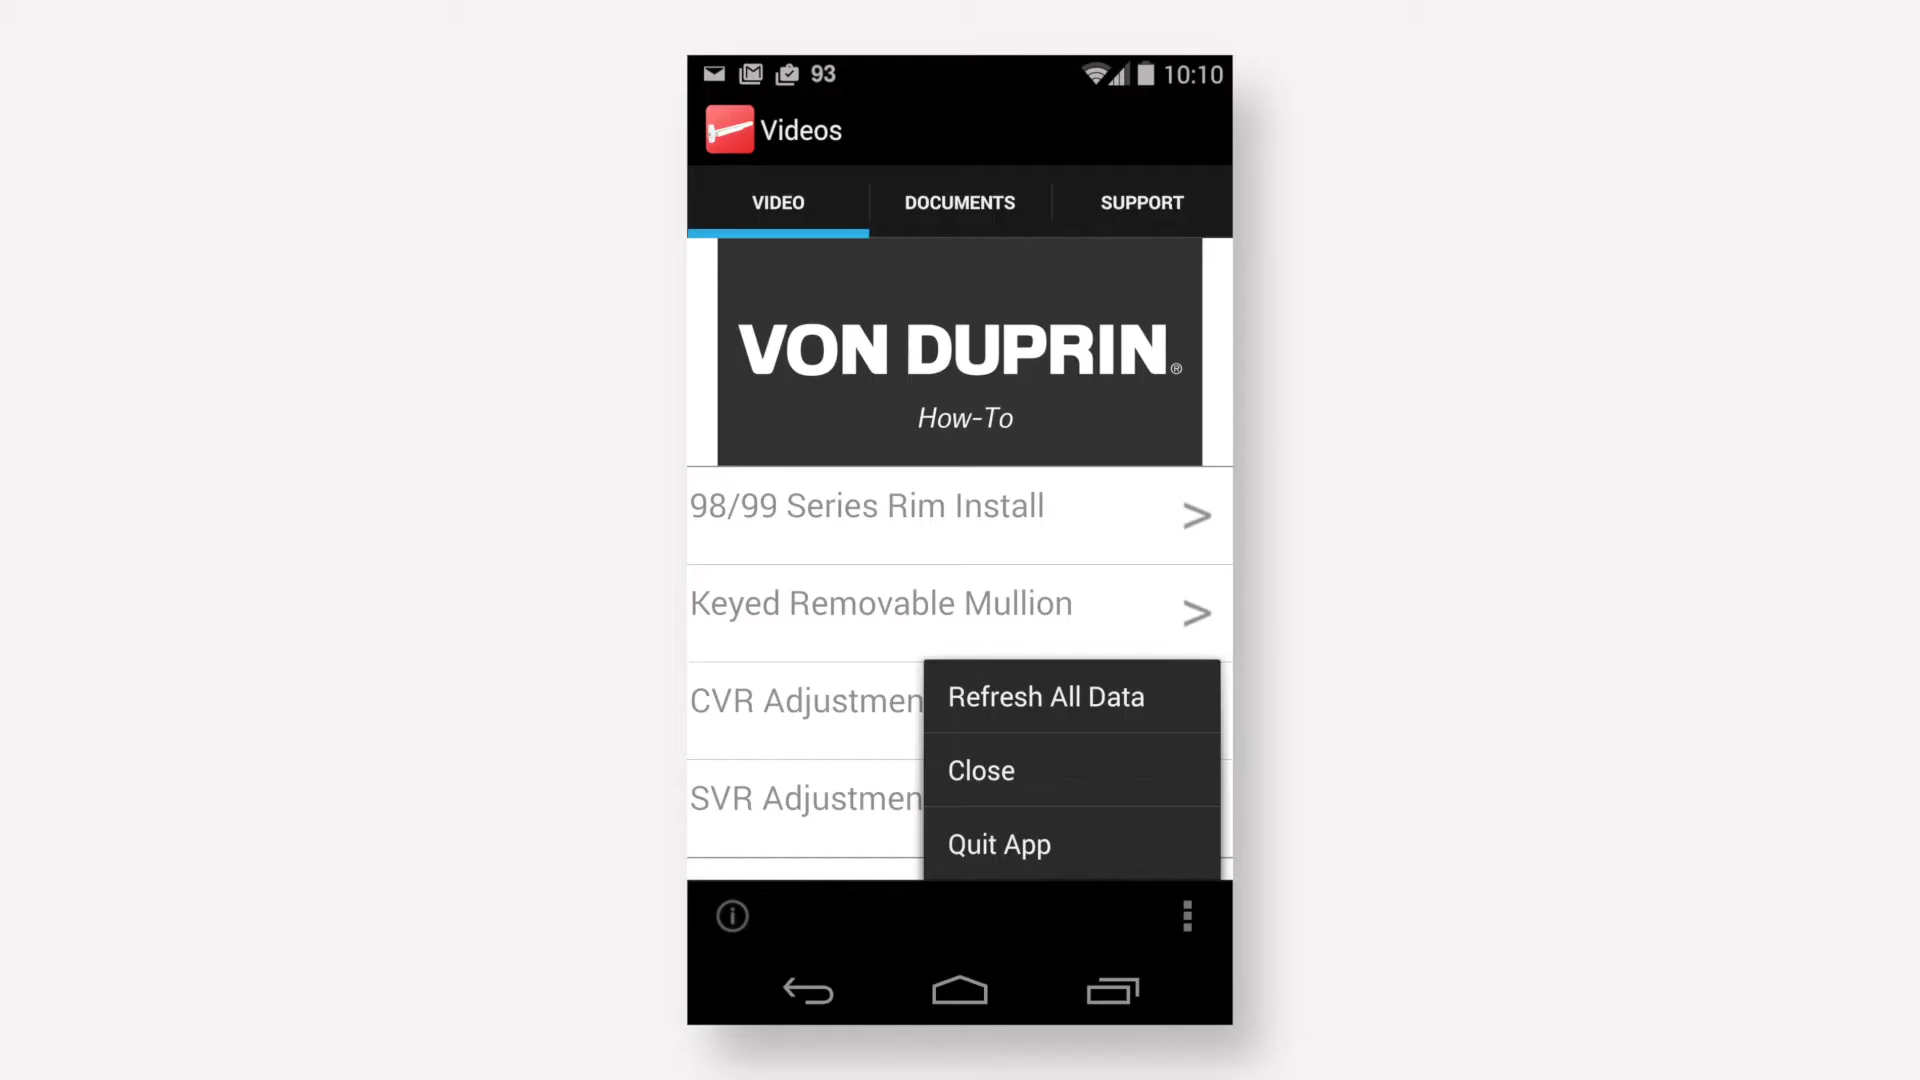 93
10:10
Videos
VIDEO
DOCUMENTS
SUPPORT
VON DUPRIN®
How-To
98/99 Series Rim Install
>
Keyed Removable Mullion
>
CVR Adjustmen
SVR Adjustmen
Refresh All Data
Close
Quit App